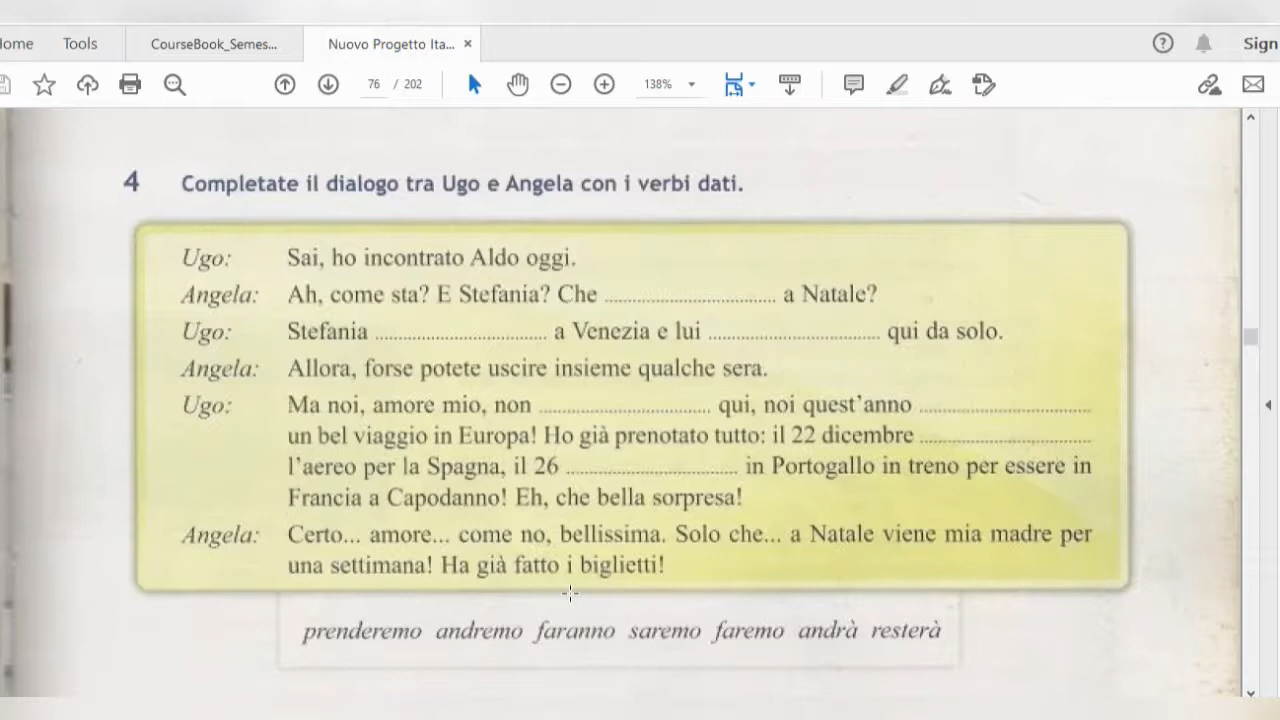 Home Tools CourseBook_Semes... Nuovo Progetto Ita... × Sign
76 / 202 138%
4 Completate il dialogo tra Ugo e Angela con i verbi dati.
Ugo: Sai, ho incontrato Aldo oggi.
Angela: Ah, come sta? E Stefania? Che .............................. a Natale?
Ugo: Stefania .............................. a Venezia e lui .............................. qui da solo.
Angela: Allora, forse potete uscire insieme qualche sera.
Ugo: Ma noi, amore mio, non .............................. qui, noi quest'anno ..............................
un bel viaggio in Europa! Ho già prenotato tutto: il 22 dicembre ..............................
l'aereo per la Spagna, il 26 .............................. in Portogallo in treno per essere in
Francia a Capodanno! Eh, che bella sorpresa!
Angela: Certo... amore... come no, bellissima. Solo che... a Natale viene mia madre per
una settimana! Ha già fatto i biglietti!
prenderemo andremo faranno saremo faremo andrà resterà